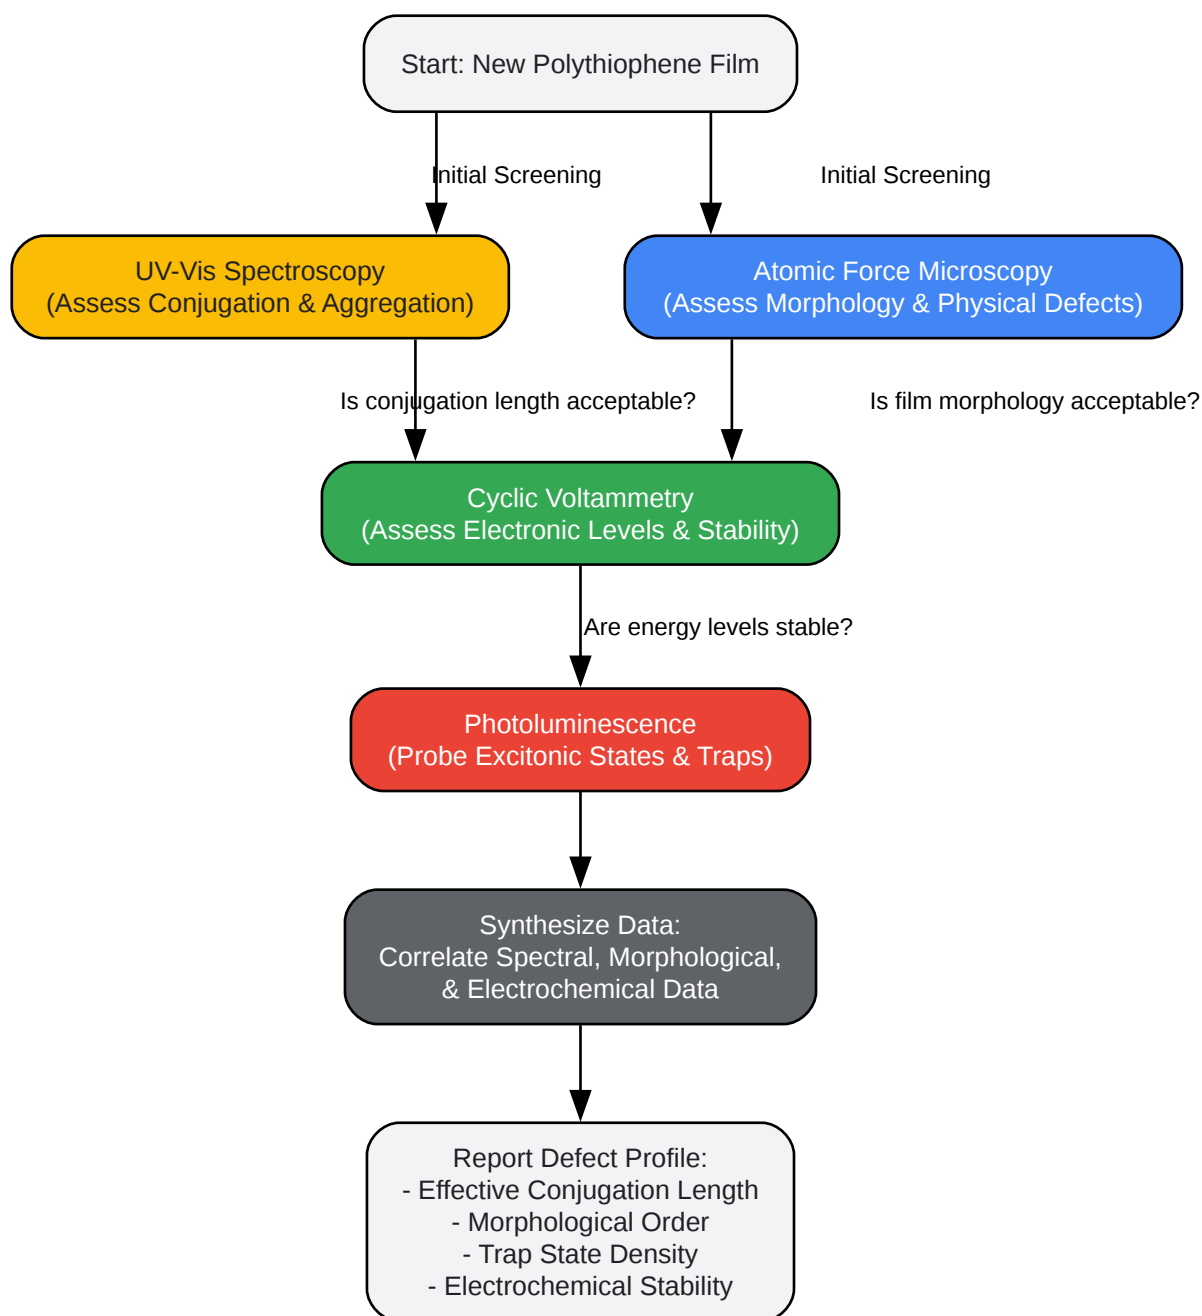 Start: New Polythiophene Film
Initial Screening
Initial Screening
UV-Vis Spectroscopy
(Assess Conjugation & Aggregation)
Atomic Force Microscopy
(Assess Morphology & Physical Defects)
Is conjugation length acceptable?
Is film morphology acceptable?
Cyclic Voltammetry
(Assess Electronic Levels & Stability)
Are energy levels stable?
Photoluminescence
(Probe Excitonic States & Traps)
Synthesize Data:
Correlate Spectral, Morphological,
& Electrochemical Data
Report Defect Profile:
- Effective Conjugation Length
- Morphological Order
- Trap State Density
- Electrochemical Stability